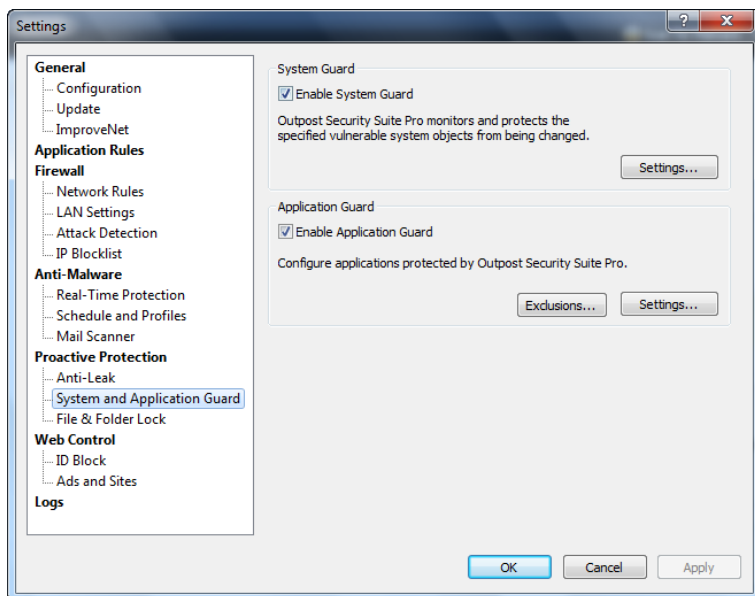 Settings
General
Configuration
Update
ImproveNet
Application Rules
Firewall
Network Rules
LAN Settings
Attack Detection
IP Blocklist
Anti-Malware
Real-Time Protection
Schedule and Profiles
Mail Scanner
Proactive Protection
Anti-Leak
System and Application Guard
File & Folder Lock
Web Control
ID Block
Ads and Sites
Logs
System Guard
Enable System Guard
Outpost Security Suite Pro monitors and protects the
specified vulnerable system objects from being changed.
Settings...
Application Guard
Enable Application Guard
Configure applications protected by Outpost Security Suite Pro.
Exclusions... Settings...
OK Cancel Apply